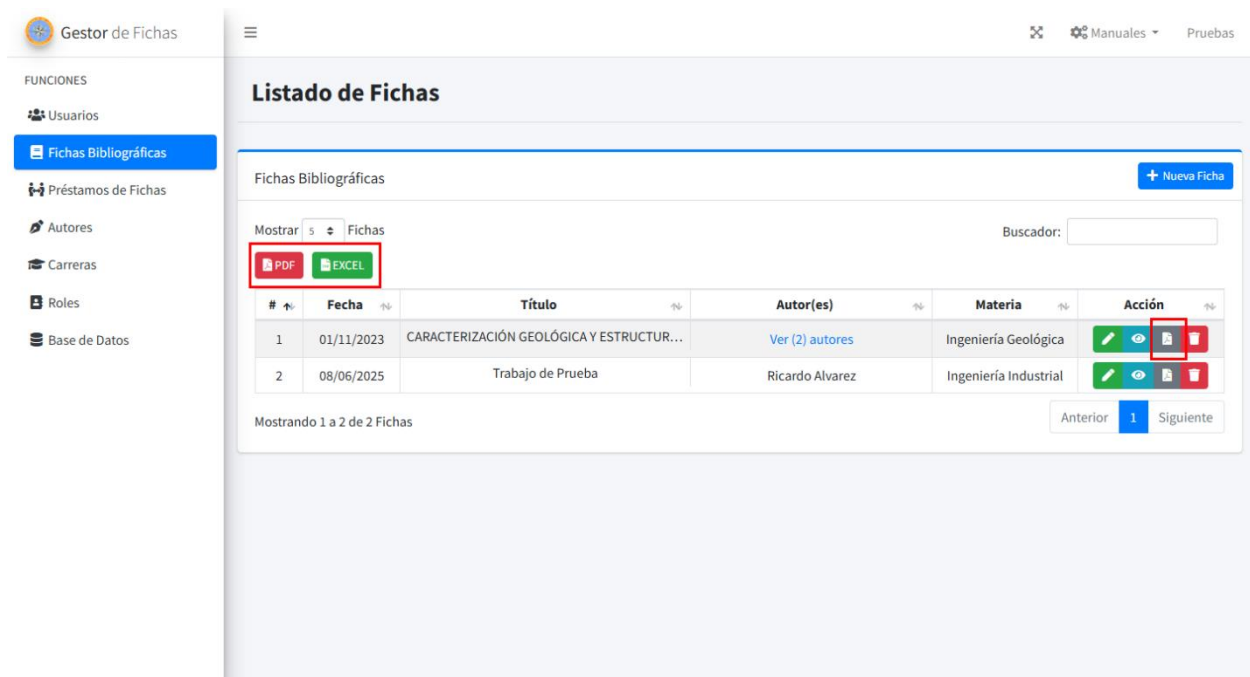 Gestor de Fichas
Manuales Pruebas
FUNCIONES
Usuarios
Fichas Bibliográficas
Préstamos de Fichas
Autores
Carreras
Roles
Base de Datos
Listado de Fichas
Fichas Bibliográficas
Nueva Ficha
Mostrar 5 Fichas
Buscador:
PDF EXCEL
# Fecha Título Autor(es) Materia Acción
1 01/11/2023 CARACTERIZACIÓN GEOLÓGICA Y ESTRUCTUR... Ver (2) autores Ingeniería Geológica
2 08/06/2025 Trabajo de Prueba Ricardo Alvarez Ingeniería Industrial
Mostrando 1 a 2 de 2 Fichas
Anterior 1 Siguiente